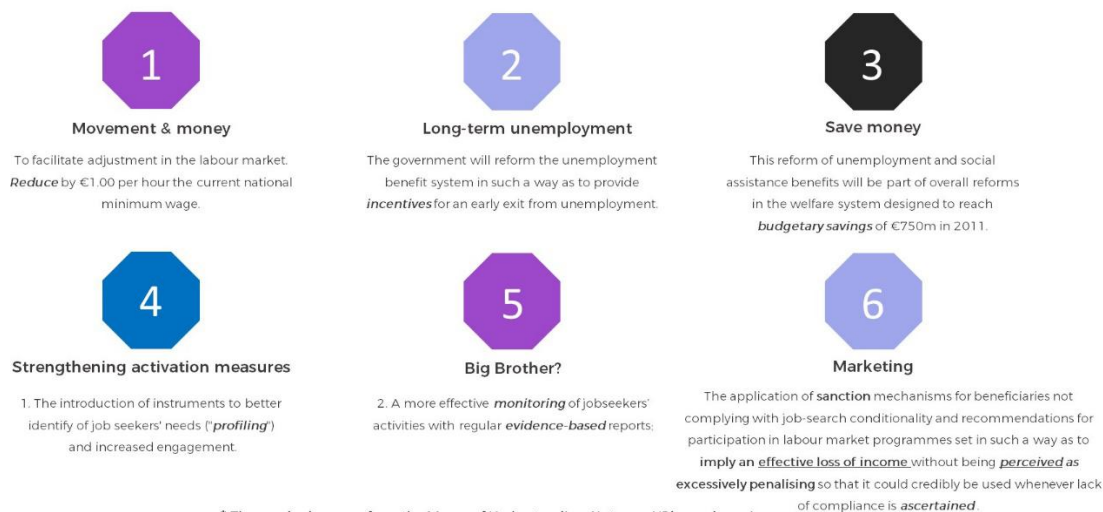 1
Movement & money
To facilitate adjustment in the labour market.
Reduce by €1.00 per hour the current national
minimum wage.
2
Long-term unemployment
The government will reform the unemployment
benefit system in such a way as to provide
incentives for an early exit from unemployment.
3
Save money
This reform of unemployment and social
assistance benefits will be part of overall reforms
in the welfare system designed to reach
budgetary savings of €750m in 2011.
4
Strengthening activation measures
1. The introduction of instruments to better
identify of job seekers' needs ("profiling")
and increased engagement.
5
Big Brother?
2. A more effective monitoring of jobseekers'
activities with regular evidence-based reports;
6
Marketing
The application of sanction mechanisms for beneficiaries not
complying with job-search conditionality and recommendations for
participation in labour market programmes set in such a way as to
imply an effective loss of income without being perceived as
excessively penalising so that it could credibly be used whenever lack
of compliance is ascertained.